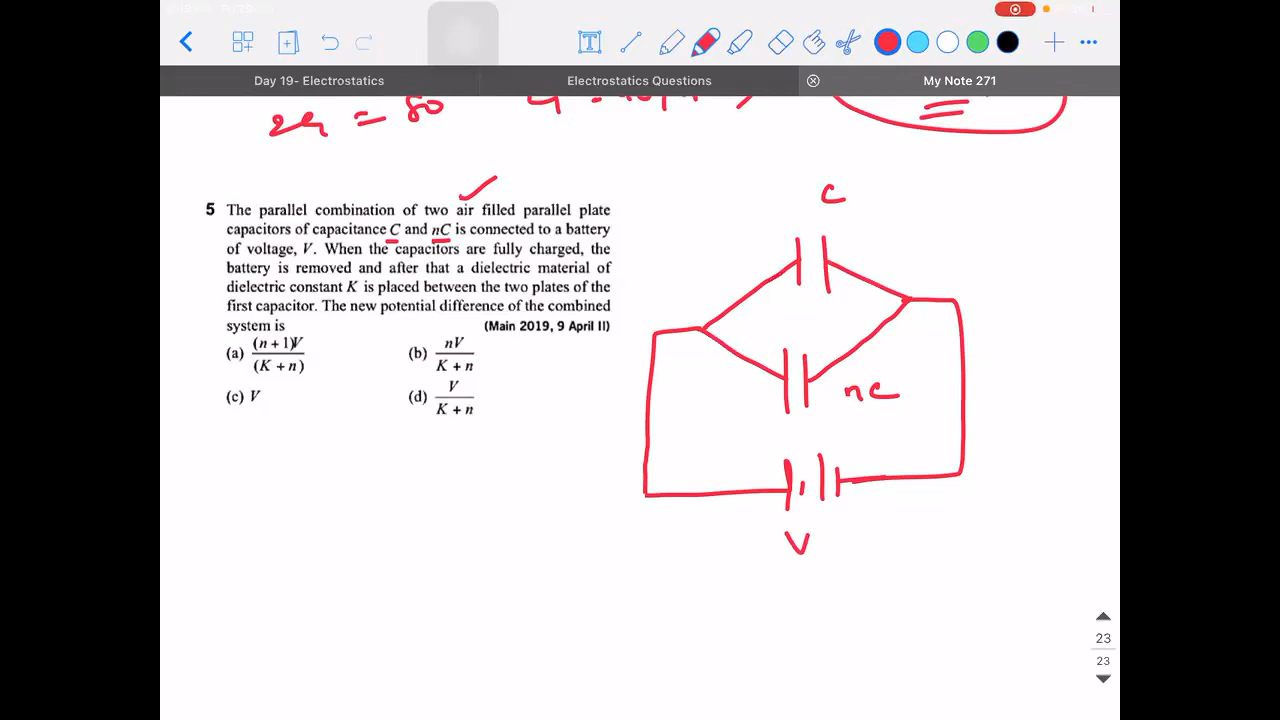 Day 19- Electrostatics
Electrostatics Questions
My Note 271
= 80
C
5 The parallel combination of two air filled parallel plate
capacitors of capacitance C and nC is connected to a battery
of voltage, V. When the capacitors are fully charged, the
battery is removed and after that a dielectric material of
dielectric constant K is placed between the two plates of the
first capacitor. The new potential difference of the combined
system is (Main 2019, 9 April II)
(a) (n + 1)V / (K + n) (b) nV / K + n
(c) V (d) V / K + n
nC
V
23
23